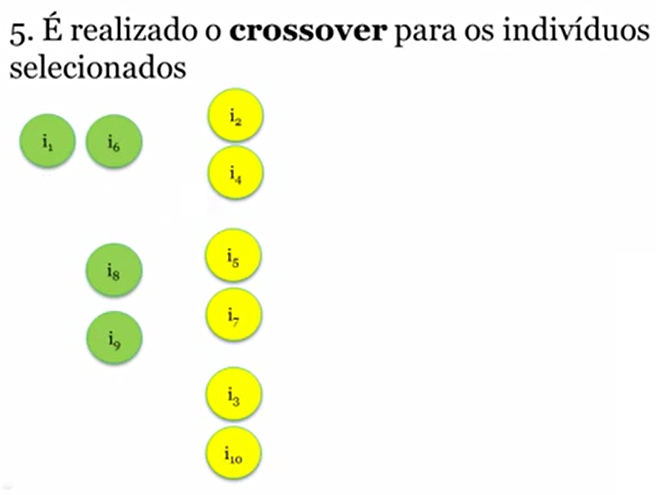 5. É realizado o crossover para os indivíduos
selecionados
i₁ i₆
i₂
i₄
i₈
i₉
i₅
i₇
i₃
i₁₀